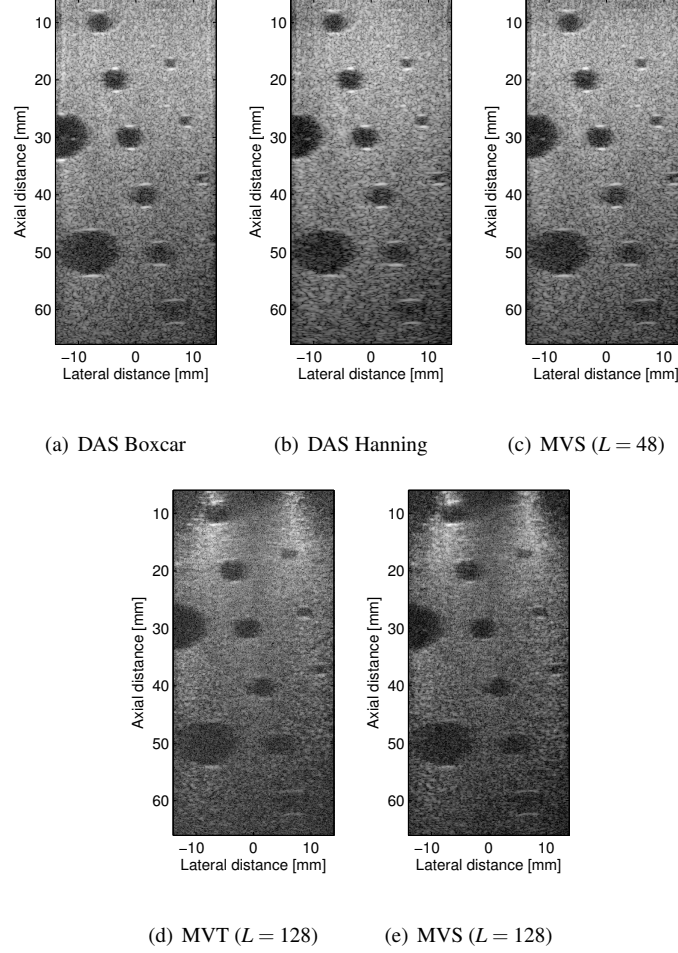 10
20
30
40
50
60
Axial distance [mm]
−10 0 10
Lateral distance [mm]
10
20
30
40
50
60
Axial distance [mm]
−10 0 10
Lateral distance [mm]
10
20
30
40
50
60
Axial distance [mm]
−10 0 10
Lateral distance [mm]
(a) DAS Boxcar
(b) DAS Hanning
(c) MVS (L = 48)
10
20
30
40
50
60
Axial distance [mm]
−10 0 10
Lateral distance [mm]
10
20
30
40
50
60
Axial distance [mm]
−10 0 10
Lateral distance [mm]
(d) MVT (L = 128)
(e) MVS (L = 128)